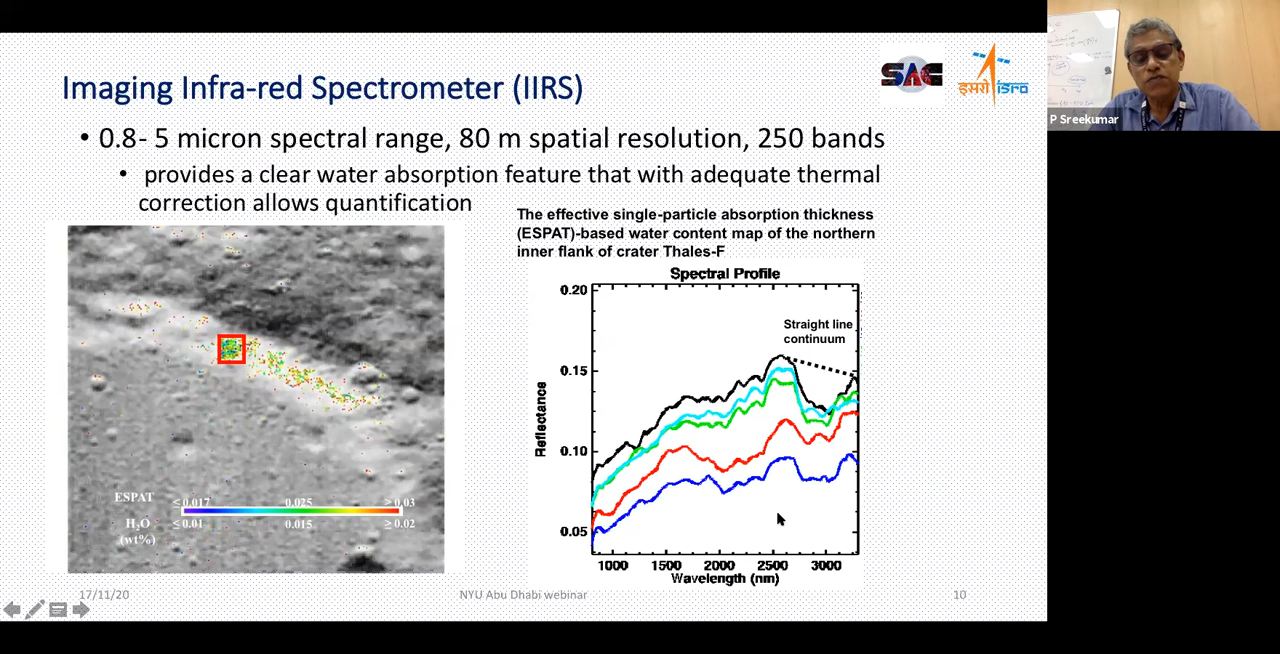 Imaging Infra-red Spectrometer (IIRS)
SAC
इसरो isro
P Sreekumar
• 0.8- 5 micron spectral range, 80 m spatial resolution, 250 bands
• provides a clear water absorption feature that with adequate thermal
correction allows quantification
The effective single-particle absorption thickness
(ESPAT)-based water content map of the northern
inner flank of crater Thales-F
ESPAT ≤ 0.017 0.025 ≥ 0.03
H₂O ≤ 0.01 0.015 ≥ 0.02
(wt%)
Spectral Profile
0.20
Straight line
continuum
0.15
Reflectance
0.10
0.05
1000 1500 2000 2500 3000
Wavelength (nm)
17/11/20 NYU Abu Dhabi webinar 10